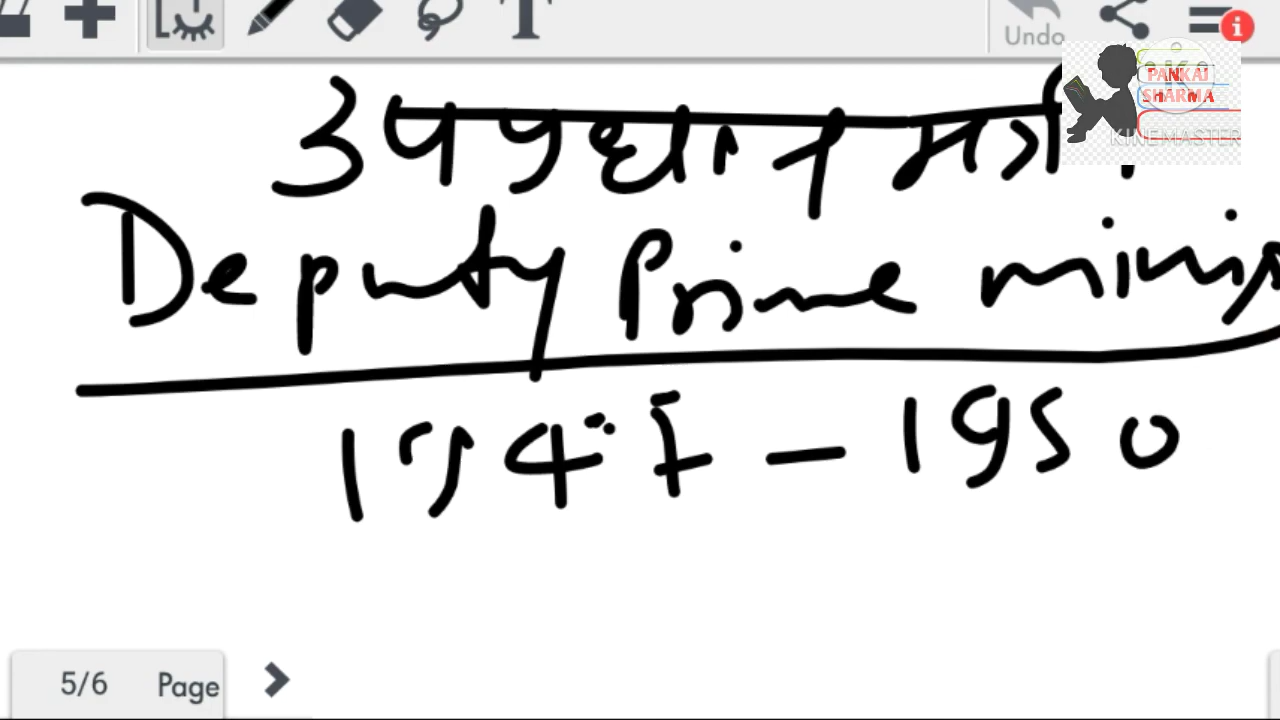 Undo
PANKAJ
SHARMA
KINEMASTER
उपप्रधान मंत्री
Deputy Prime minis
1947 - 1950
5/6 Page